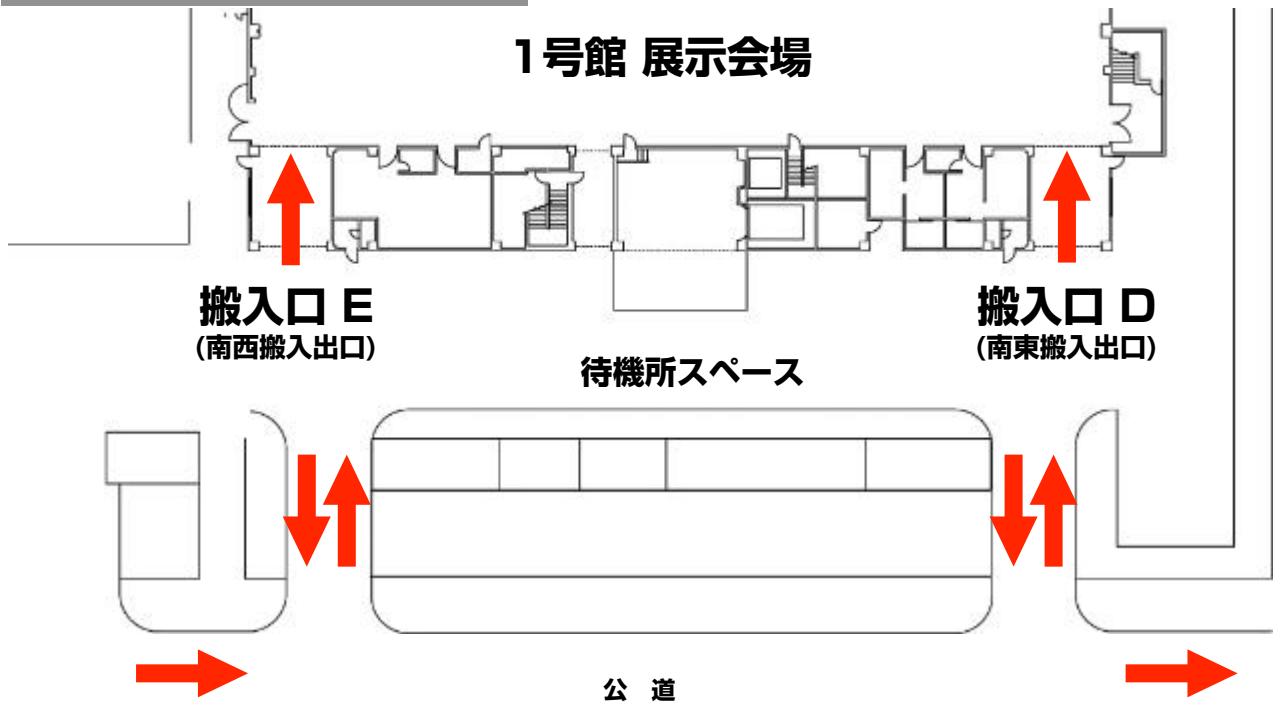 1号館 展示会場
搬入口 E
(南西搬入出口)
搬入口 D
(南東搬入出口)
待機所スペース
公 道